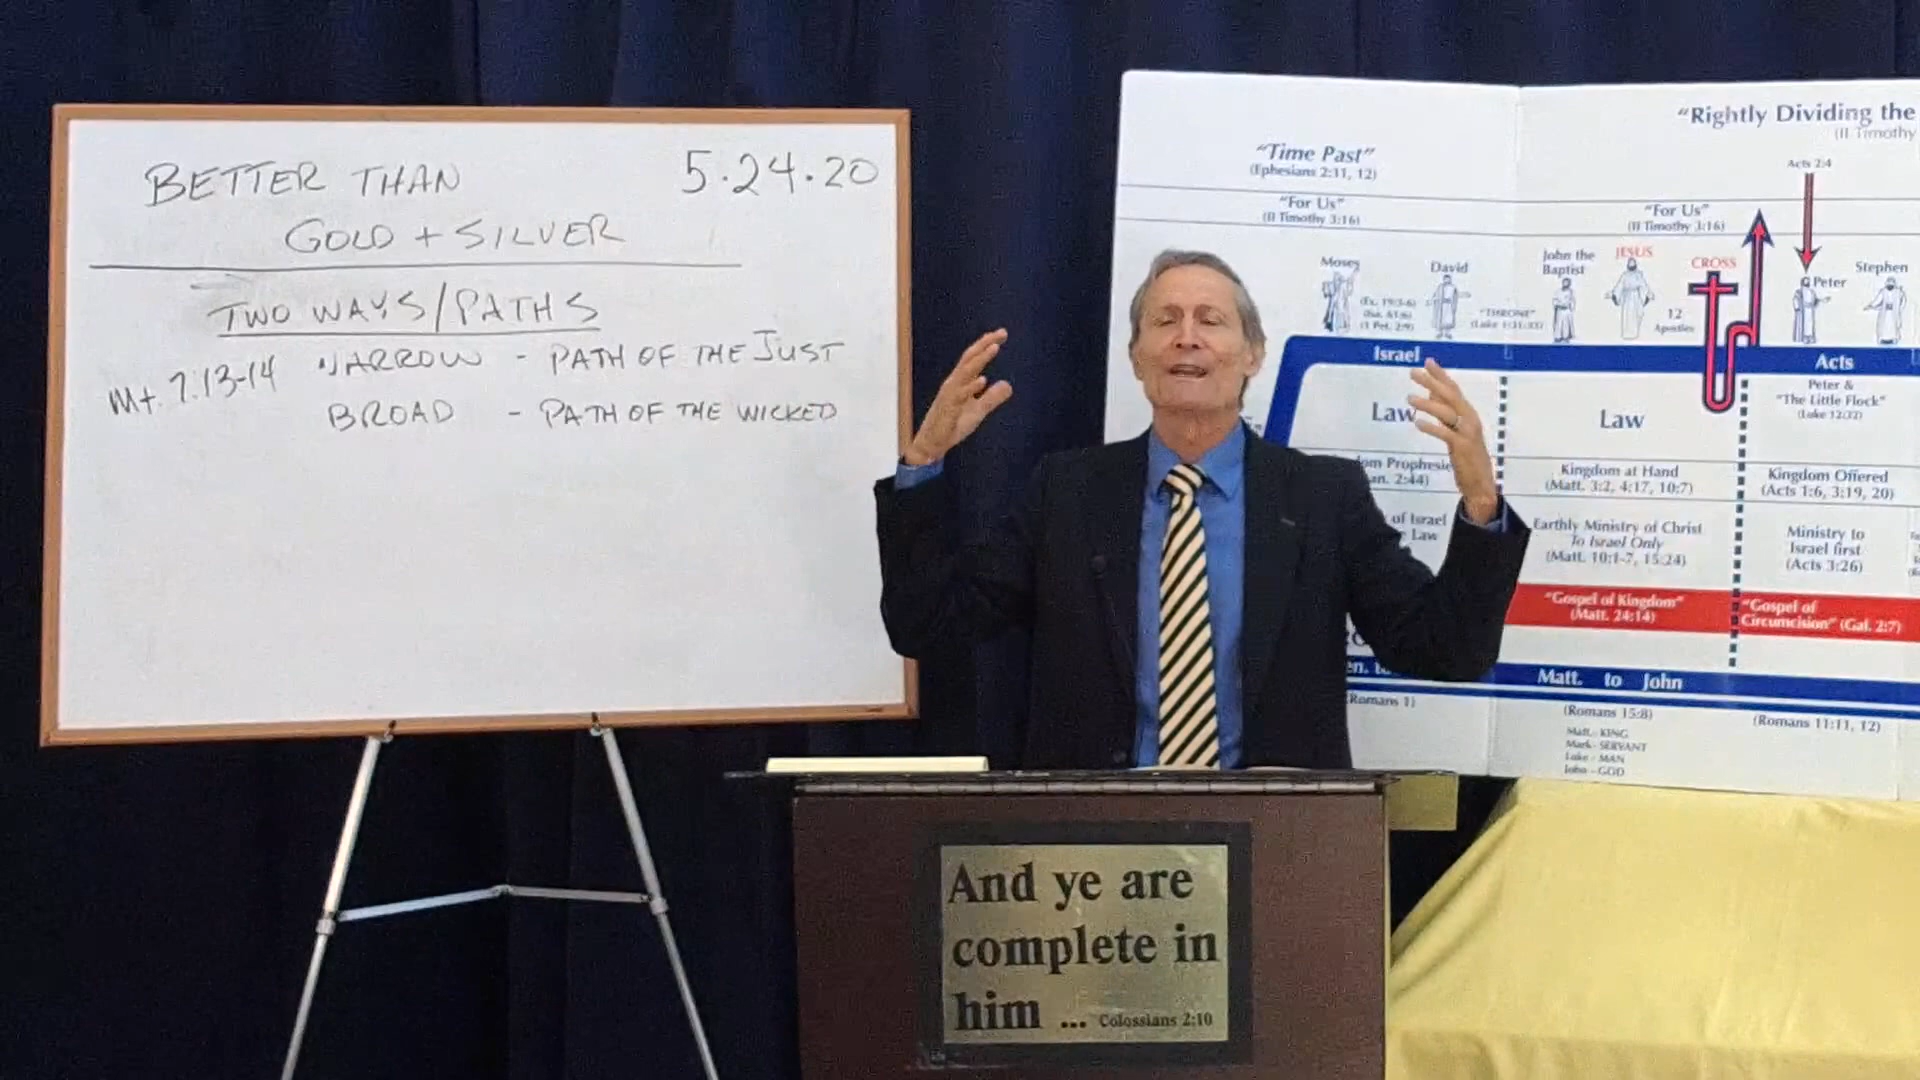 BETTER THAN 5.24.20
GOLD + SILVER
TWO WAYS/PATHS
Mt. 7:13-14 NARROW - PATH OF THE JUST
BROAD - PATH OF THE WICKED
"Rightly Dividing the
(II Timothy
"Time Past"
(Ephesians 2:11, 12)
Acts 2:4
"For Us"
(II Timothy 3:16)
"For Us"
(II Timothy 3:16)
Moses
David
"THRONE"
John the
Baptist
JESUS
12
Apostles
CROSS
Peter
Stephen
Israel
Acts
Law
Law
Peter &
"The Little Flock"
(Luke 12:32)
Kingdom at Hand
(Matt. 3:2, 4:17, 10:7)
Kingdom Offered
(Acts 1:6, 3:19, 20)
of Israel
Law
Earthly Ministry of Christ
To Israel Only
(Matt. 10:1-7, 15:24)
Ministry to
Israel first
(Acts 3:26)
"Gospel of Kingdom"
(Matt. 24:14)
"Gospel of
Circumcision" (Gal. 2:7)
Matt. to John
(Romans 1)
(Romans 15:8)
(Romans 11:11, 12)
Matt. - KING
Mark - SERVANT
Luke - MAN
John - GOD
And ye are
complete in
him ... Colossians 2:10